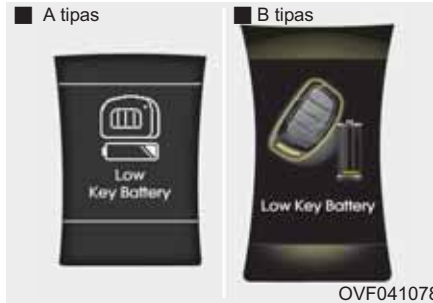 ■ A tipas
■ B tipas
Low
Key Battery
Low Key Battery
OVF041078